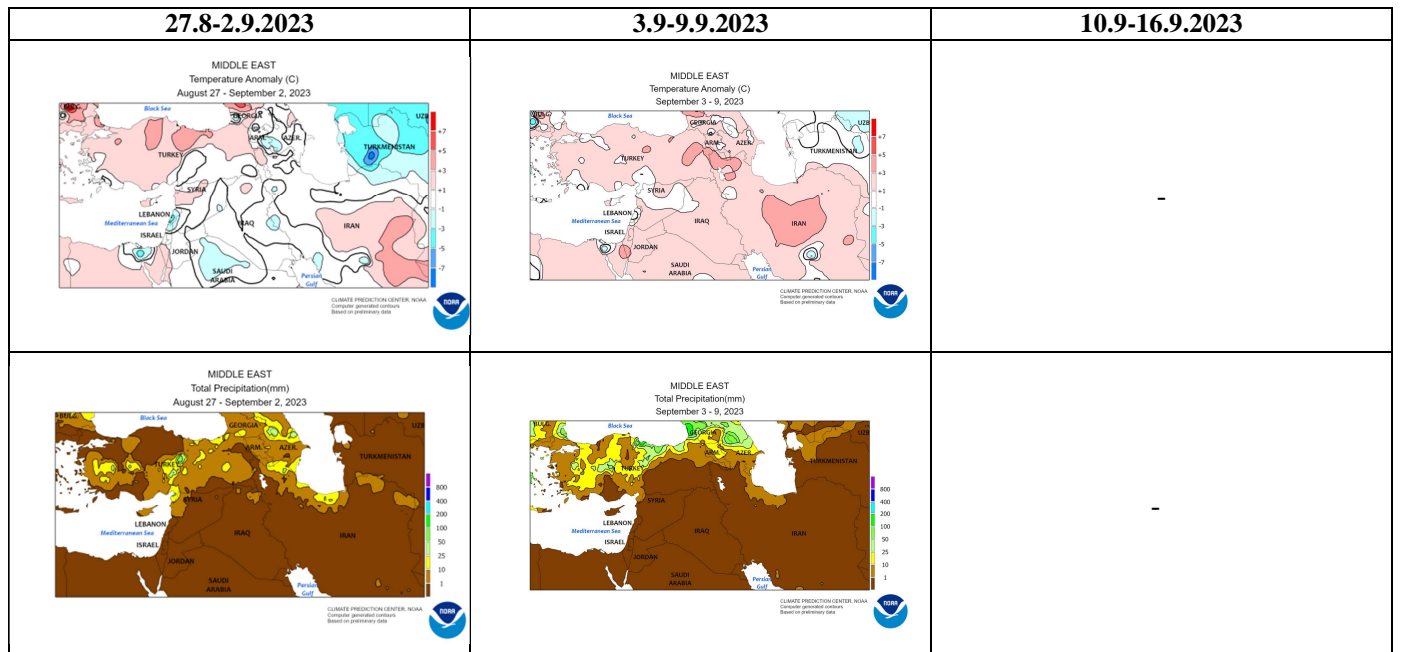 27.8-2.9.2023
3.9-9.9.2023
10.9-16.9.2023
MIDDLE EAST
Temperature Anomaly (C)
August 27 - September 2, 2023
Black Sea
GEORGIA
UZB
ARM.
AZER.
TURKEY
TURKMENISTAN
SYRIA
LEBANON
Mediterranean Sea
IRAQ
IRAN
ISRAEL
JORDAN
SAUDI
ARABIA
Persian
Gulf
+7
+5
+3
+1
-1
-3
-5
-7
CLIMATE PREDICTION CENTER, NOAA
Computer generated contours
Based on preliminary data
NOAA
MIDDLE EAST
Temperature Anomaly (C)
September 3 - 9, 2023
BULG.
Black Sea
GEORGIA
UZB
ARM.
AZER.
TURKMENISTAN
TURKEY
SYRIA
LEBANON
Mediterranean Sea
IRAQ
IRAN
ISRAEL
JORDAN
SAUDI
ARABIA
Persian
Gulf
+7
+5
+3
+1
-1
-3
-5
-7
CLIMATE PREDICTION CENTER, NOAA
Computer generated contours
Based on preliminary data
NOAA
-
MIDDLE EAST
Total Precipitation(mm)
August 27 - September 2, 2023
BULG.
Black Sea
GEORGIA
UZB
ARM.
AZER.
TURKEY
TURKMENISTAN
SYRIA
LEBANON
Mediterranean Sea
IRAQ
IRAN
ISRAEL
JORDAN
SAUDI
ARABIA
Persian
Gulf
800
400
200
100
50
25
10
1
CLIMATE PREDICTION CENTER, NOAA
Computer generated contours
Based on preliminary data
NOAA
MIDDLE EAST
Total Precipitation(mm)
September 3 - 9, 2023
BULG.
Black Sea
GEORGIA
UZB
ARM.
AZER.
TURKEY
TURKMENISTAN
SYRIA
LEBANON
Mediterranean Sea
IRAQ
IRAN
ISRAEL
JORDAN
SAUDI
ARABIA
Persian
Gulf
800
400
200
100
50
25
10
1
CLIMATE PREDICTION CENTER, NOAA
Computer generated contours
Based on preliminary data
NOAA
-